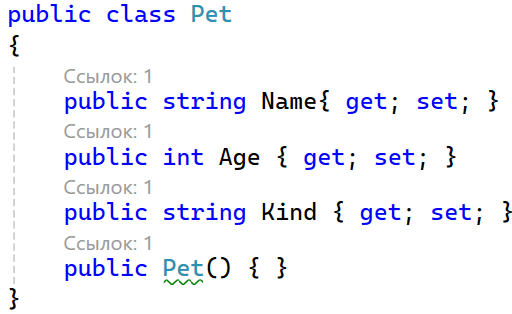 public class Pet
{
Ссылок: 1
public string Name{ get; set; }
Ссылок: 1
public int Age { get; set; }
Ссылок: 1
public string Kind { get; set; }
Ссылок: 1
public Pet() { }
}